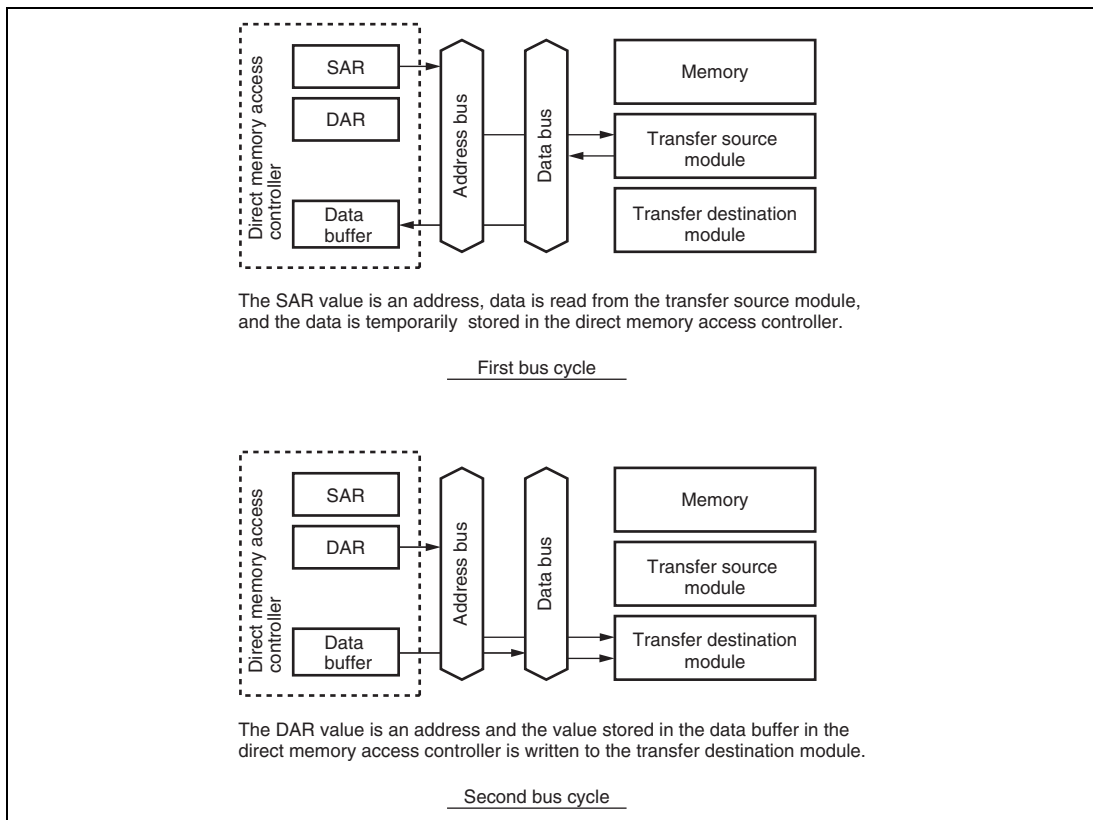 Direct memory access
controller
SAR
DAR
Data
buffer
Address bus
Data bus
Memory
Transfer source
module
Transfer destination
module
The SAR value is an address, data is read from the transfer source module,
and the data is temporarily stored in the direct memory access controller.
First bus cycle
Direct memory access
controller
SAR
DAR
Data
buffer
Address bus
Data bus
Memory
Transfer source
module
Transfer destination
module
The DAR value is an address and the value stored in the data buffer in the
direct memory access controller is written to the transfer destination module.
Second bus cycle